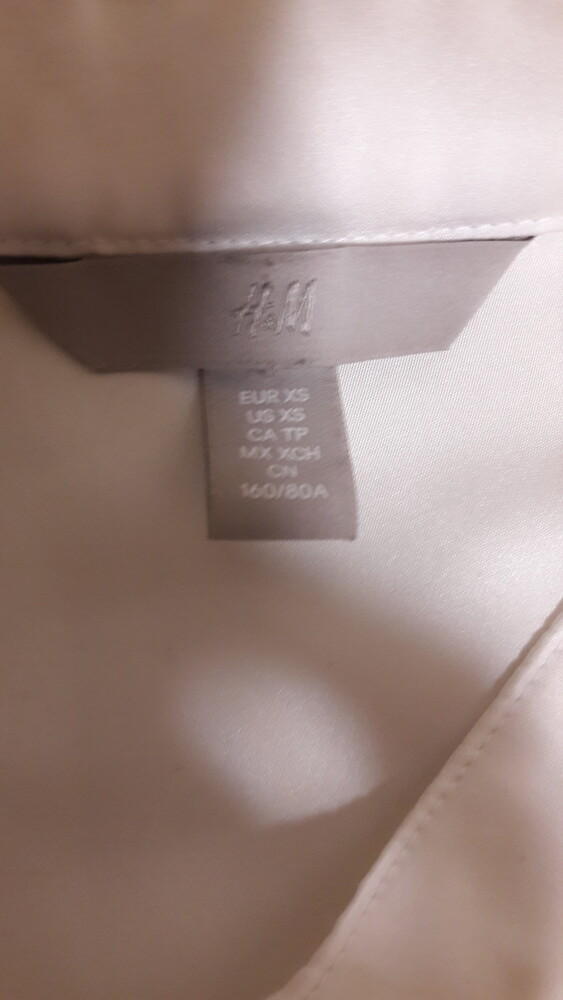 H&M
EUR XS
US XS
CA TP
MX XCH
CN
160/80A